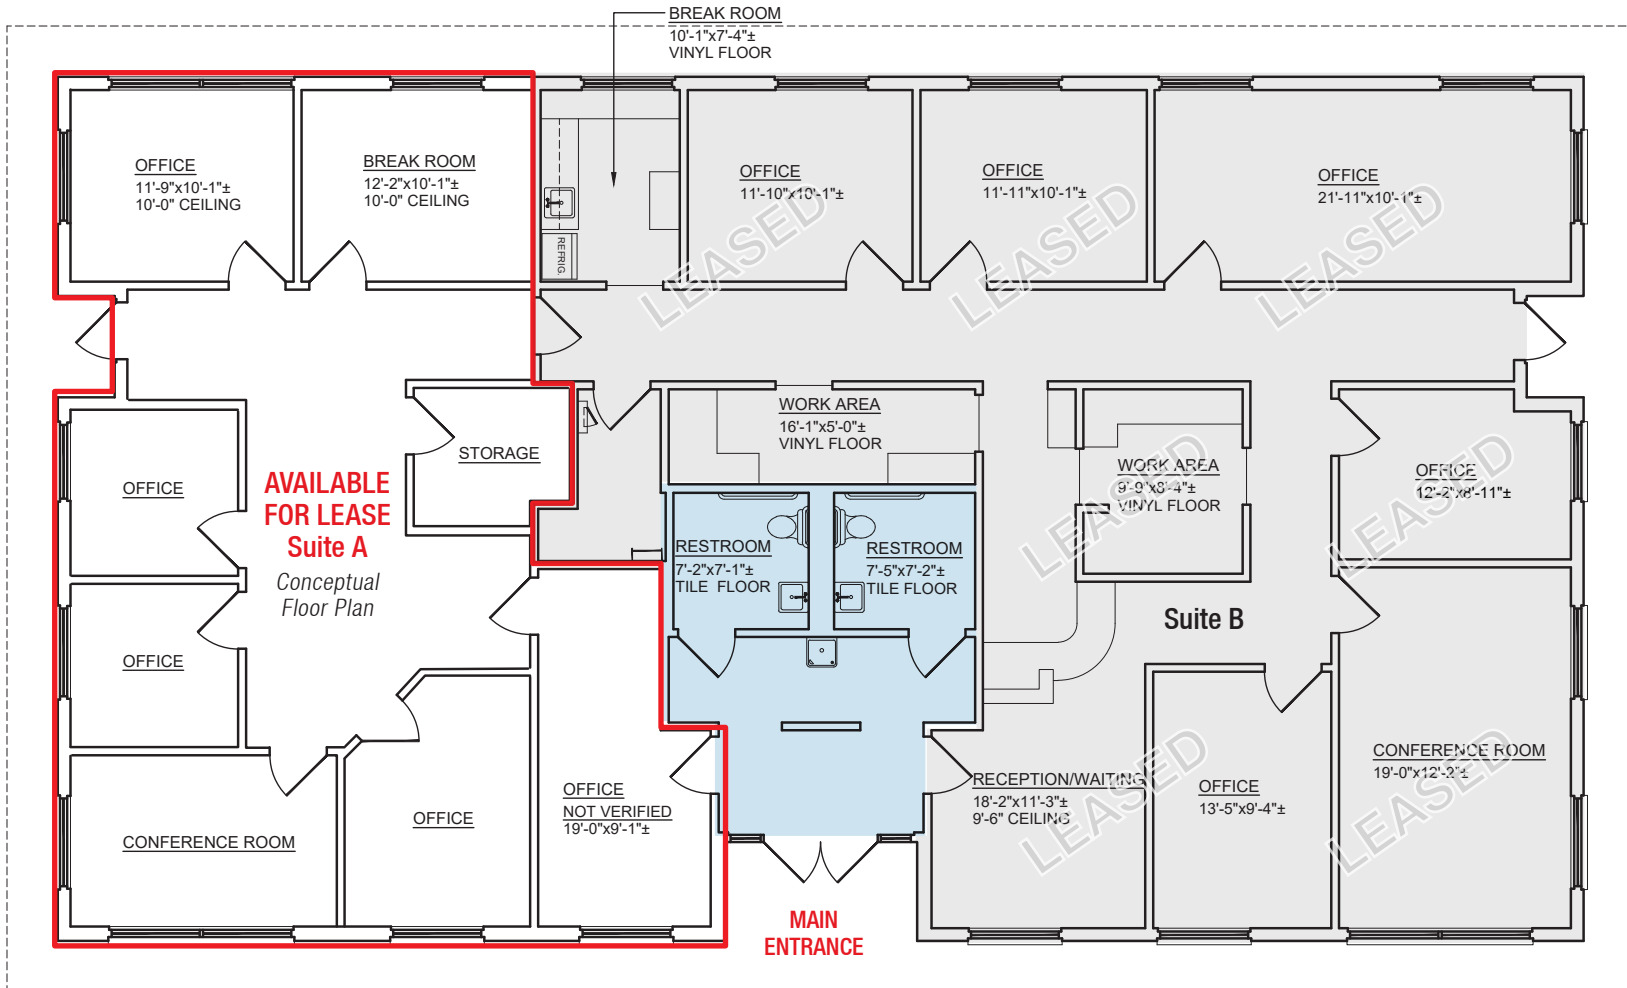 BREAK ROOM
10'-1"x7'-4"±
VINYL FLOOR
OFFICE
11'-9"x10'-1"±
10'-0" CEILING
BREAK ROOM
12'-2"x10'-1"±
10'-0" CEILING
REFRIG.
OFFICE
11'-10"x10'-1"±
LEASED
OFFICE
11'-11"x10'-1"±
LEASED
OFFICE
21'-11"x10'-1"±
LEASED
STORAGE
WORK AREA
16'-1"x5'-0"±
VINYL FLOOR
WORK AREA
9'-9"x8'-4"±
VINYL FLOOR
LEASED
OFFICE
12'-2"x8'-11"±
LEASED
OFFICE
AVAILABLE
FOR LEASE
Suite A
Conceptual
Floor Plan
RESTROOM
7'-2"x7'-1"±
TILE FLOOR
RESTROOM
7'-5"x7'-2"±
TILE FLOOR
Suite B
OFFICE
CONFERENCE ROOM
OFFICE
OFFICE
NOT VERIFIED
19'-0"x9'-1"±
RECEPTION/WAITING
18'-2"x11'-3"±
9'-6" CEILING
LEASED
OFFICE
13'-5"x9'-4"±
CONFERENCE ROOM
19'-0"x12'-2"±
LEASED
MAIN
ENTRANCE